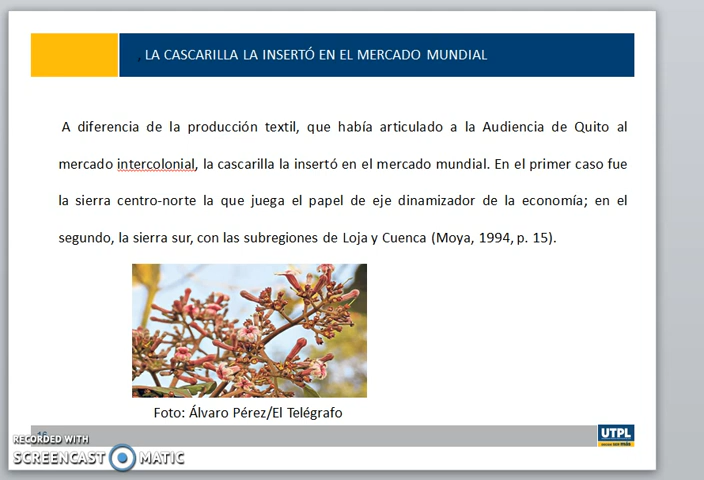 , LA CASCARILLA LA INSERTÓ EN EL MERCADO MUNDIAL
A diferencia de la producción textil, que había articulado a la Audiencia de Quito al
mercado intercolonial, la cascarilla la insertó en el mercado mundial. En el primer caso fue
la sierra centro-norte la que juega el papel de eje dinamizador de la economía; en el
segundo, la sierra sur, con las subregiones de Loja y Cuenca (Moya, 1994, p. 15).
Foto: Álvaro Pérez/El Telégrafo
UTPL
RECORDED WITH
SCREENCAST MATIC